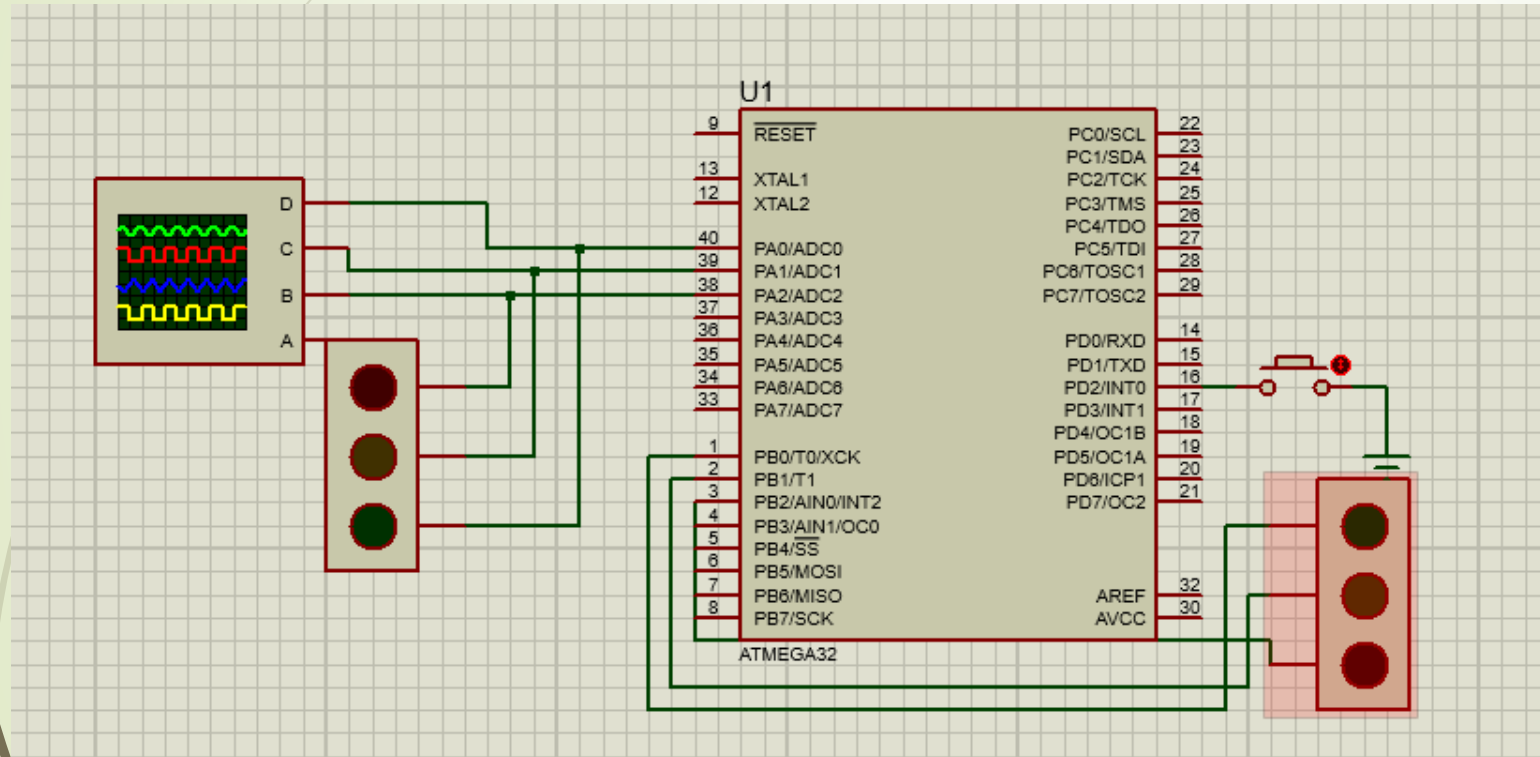 U1
D
C
B
A
9 RESET
13 XTAL1
12 XTAL2
40 PA0/ADC0
39 PA1/ADC1
38 PA2/ADC2
37 PA3/ADC3
36 PA4/ADC4
35 PA5/ADC5
34 PA6/ADC6
33 PA7/ADC7
1 PB0/T0/XCK
2 PB1/T1
3 PB2/AIN0/INT2
4 PB3/AIN1/OC0
5 PB4/SS
6 PB5/MOSI
7 PB6/MISO
8 PB7/SCK
PC0/SCL 22
PC1/SDA 23
PC2/TCK 24
PC3/TMS 25
PC4/TDO 26
PC5/TDI 27
PC6/TOSC1 28
PC7/TOSC2 29
PD0/RXD 14
PD1/TXD 15
PD2/INT0 16
PD3/INT1 17
PD4/OC1B 18
PD5/OC1A 19
PD6/ICP1 20
PD7/OC2 21
AREF 32
AVCC 30
ATMEGA32